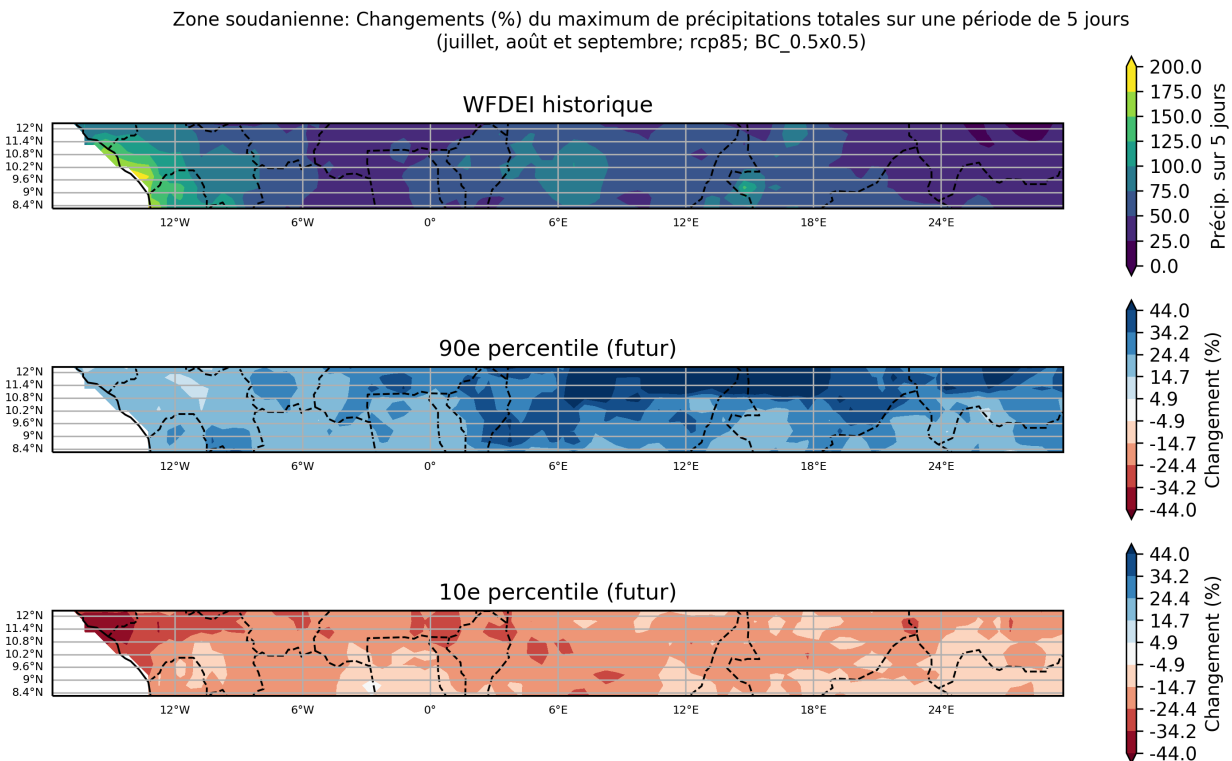 Zone soudanienne: Changements (%) du maximum de précipitations totales sur une période de 5 jours
(juillet, août et septembre; rcp85; BC_0.5x0.5)
WFDEI historique
12°N
11.4°N
10.8°N
10.2°N
9.6°N
9°N
8.4°N
12°W
6°W
0°
6°E
12°E
18°E
24°E
200.0
175.0
150.0
125.0
100.0
75.0
50.0
25.0
0.0
Précip. sur 5 jours
90e percentile (futur)
12°N
11.4°N
10.8°N
10.2°N
9.6°N
9°N
8.4°N
12°W
6°W
0°
6°E
12°E
18°E
24°E
44.0
34.2
24.4
14.7
4.9
-4.9
-14.7
-24.4
-34.2
-44.0
Changement (%)
10e percentile (futur)
12°N
11.4°N
10.8°N
10.2°N
9.6°N
9°N
8.4°N
12°W
6°W
0°
6°E
12°E
18°E
24°E
44.0
34.2
24.4
14.7
4.9
-4.9
-14.7
-24.4
-34.2
-44.0
Changement (%)